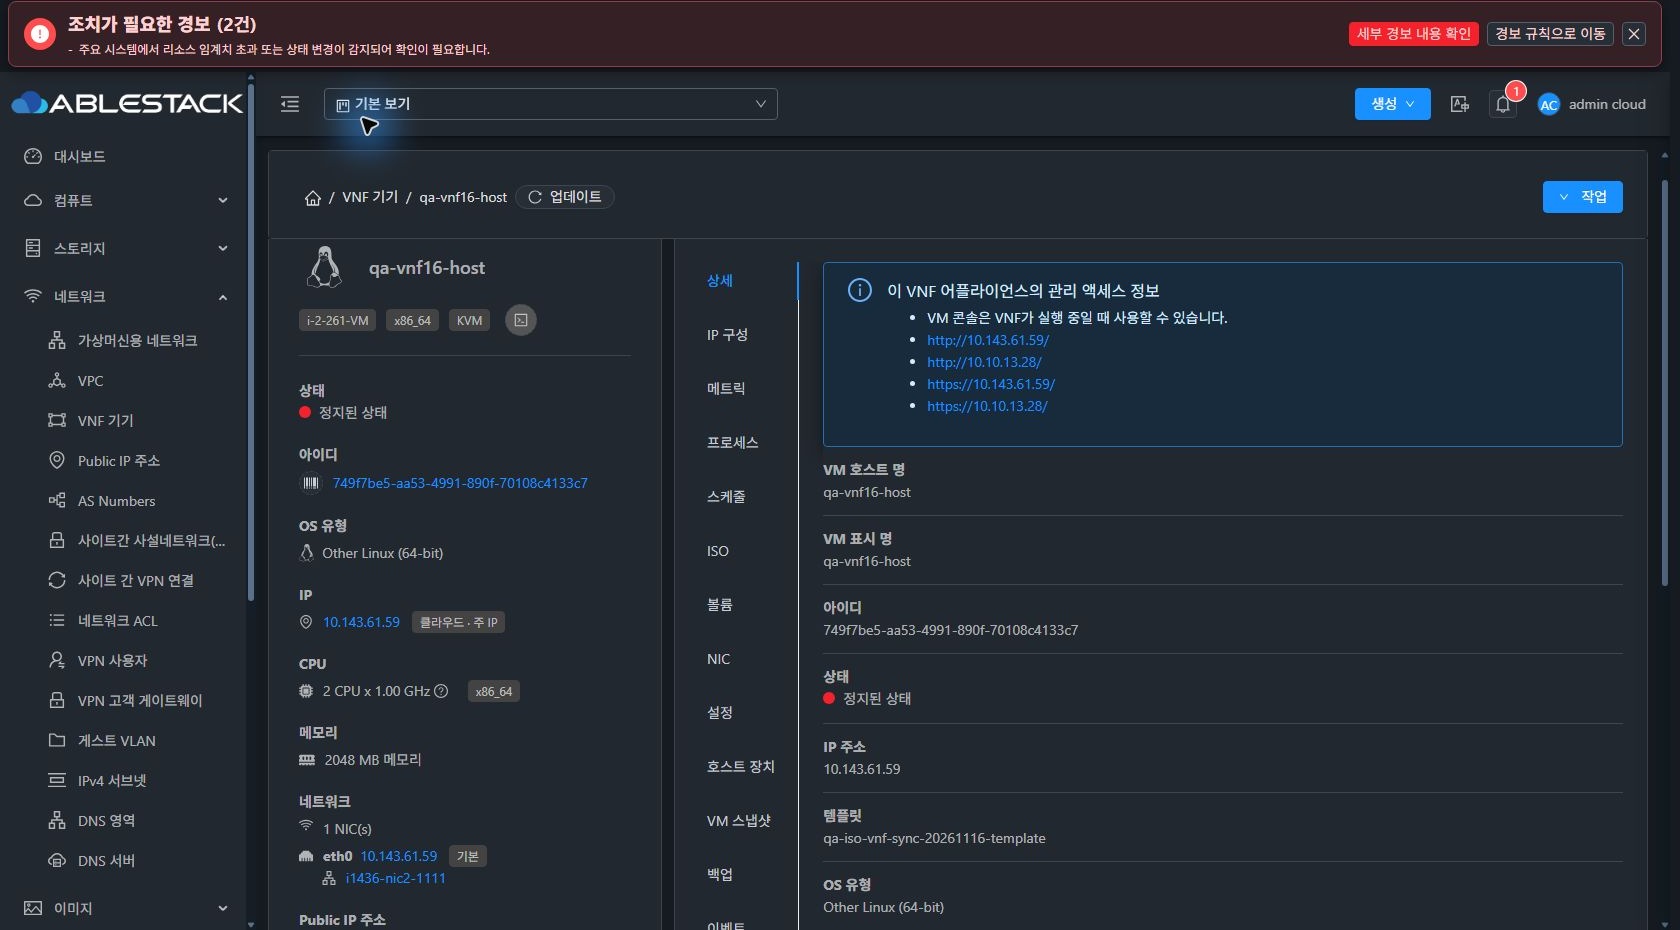 조치가 필요한 경보 (2건)
- 주요 시스템에서 리소스 임계치 초과 또는 상태 변경이 감지되어 확인이 필요합니다.
세부 경보 내용 확인
경보 규칙으로 이동
ABLESTACK
기본 보기
생성
1
AC
admin cloud
대시보드
컴퓨트
스토리지
네트워크
가상머신용 네트워크
VPC
VNF 기기
Public IP 주소
AS Numbers
사이트간 사설네트워크(...
사이트 간 VPN 연결
네트워크 ACL
VPN 사용자
VPN 고객 게이트웨이
게스트 VLAN
IPv4 서브넷
DNS 영역
DNS 서버
이미지
/ VNF 기기 / qa-vnf16-host
업데이트
작업
qa-vnf16-host
i-2-261-VM
x86_64
KVM
상태
정지된 상태
아이디
749f7be5-aa53-4991-890f-70108c4133c7
OS 유형
Other Linux (64-bit)
IP
10.143.61.59
클라우드 · 주 IP
CPU
2 CPU x 1.00 GHz
x86_64
메모리
2048 MB 메모리
네트워크
1 NIC(s)
eth0 10.143.61.59 기본
i1436-nic2-1111
Public IP 주소
상세
IP 구성
메트릭
프로세스
스케줄
ISO
볼륨
NIC
설정
호스트 장치
VM 스냅샷
백업
이벤트
이 VNF 어플라이언스의 관리 액세스 정보
VM 콘솔은 VNF가 실행 중일 때 사용할 수 있습니다.
http://10.143.61.59/
http://10.10.13.28/
https://10.143.61.59/
https://10.10.13.28/
VM 호스트 명
qa-vnf16-host
VM 표시 명
qa-vnf16-host
아이디
749f7be5-aa53-4991-890f-70108c4133c7
상태
정지된 상태
IP 주소
10.143.61.59
템플릿
qa-iso-vnf-sync-20261116-template
OS 유형
Other Linux (64-bit)